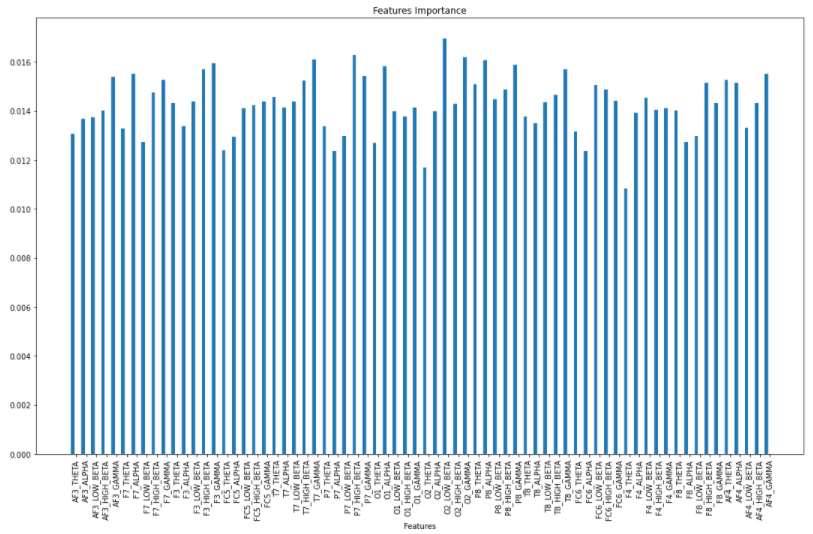 Features Importance
0.016
0.014
0.012
0.010
0.008
0.006
0.004
0.002
0.000
AF3_THETA
AF3_ALPHA
AF3_LOW_BETA
AF3_HIGH_BETA
AF3_GAMMA
F7_THETA
F7_ALPHA
F7_LOW_BETA
F7_HIGH_BETA
F7_GAMMA
F3_THETA
F3_ALPHA
F3_LOW_BETA
F3_HIGH_BETA
F3_GAMMA
FC5_THETA
FC5_ALPHA
FC5_LOW_BETA
FC5_HIGH_BETA
FC5_GAMMA
T7_THETA
T7_ALPHA
T7_LOW_BETA
T7_HIGH_BETA
T7_GAMMA
P7_THETA
P7_ALPHA
P7_LOW_BETA
P7_HIGH_BETA
P7_GAMMA
O1_THETA
O1_ALPHA
O1_LOW_BETA
O1_HIGH_BETA
O1_GAMMA
O2_THETA
O2_ALPHA
O2_LOW_BETA
O2_HIGH_BETA
O2_GAMMA
P8_THETA
P8_ALPHA
P8_LOW_BETA
P8_HIGH_BETA
P8_GAMMA
T8_THETA
T8_ALPHA
T8_LOW_BETA
T8_HIGH_BETA
T8_GAMMA
FC6_THETA
FC6_ALPHA
FC6_LOW_BETA
FC6_HIGH_BETA
FC6_GAMMA
F4_THETA
F4_ALPHA
F4_LOW_BETA
F4_HIGH_BETA
F4_GAMMA
F8_THETA
F8_ALPHA
F8_LOW_BETA
F8_HIGH_BETA
F8_GAMMA
AF4_THETA
AF4_ALPHA
AF4_LOW_BETA
AF4_HIGH_BETA
AF4_GAMMA
Features